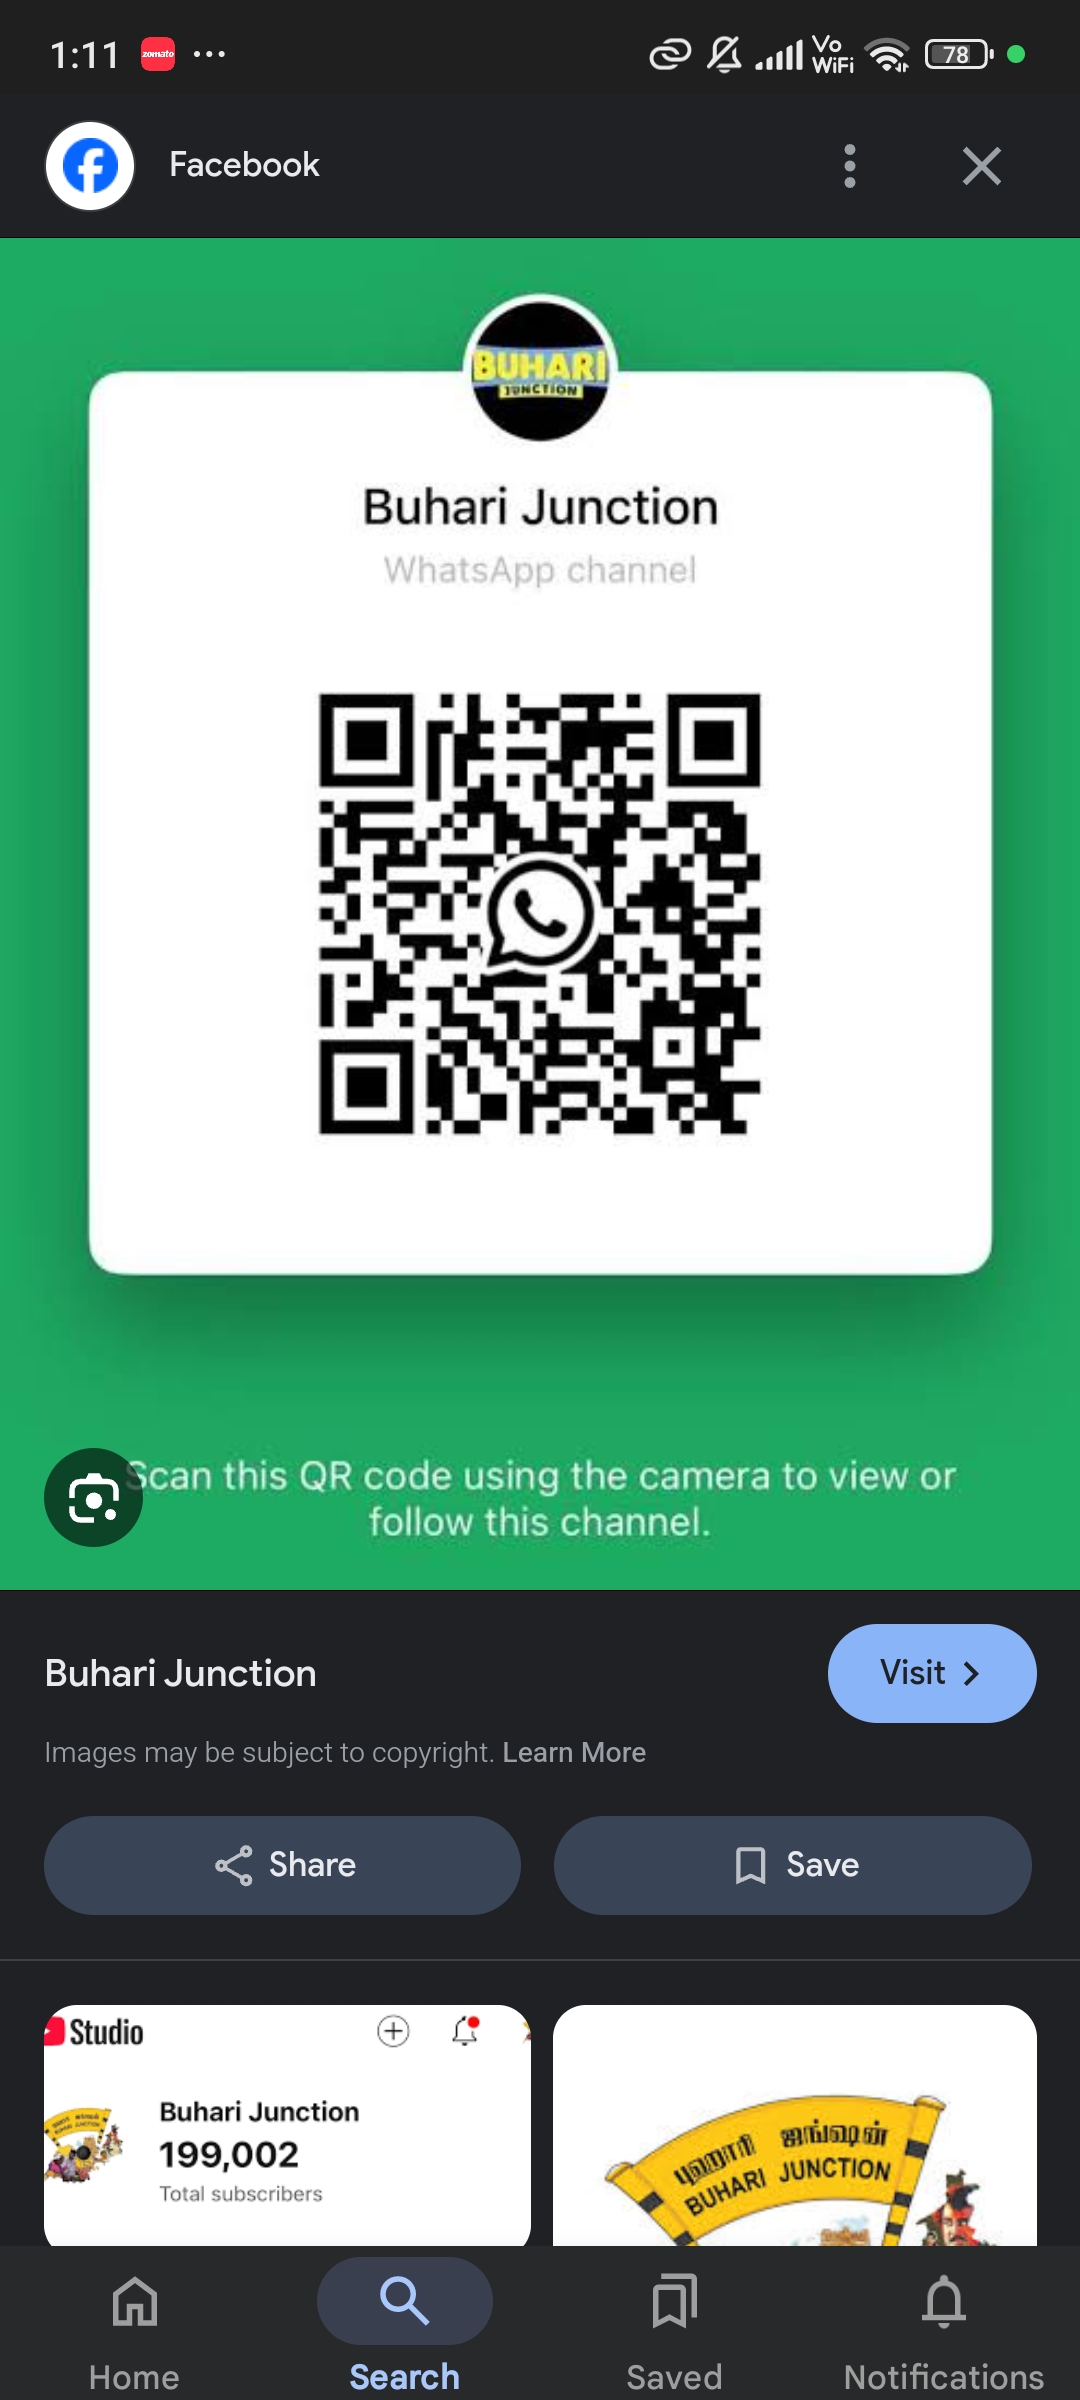 1:11
zomato
Vo
WiFi
78
Facebook
BUHARI
JUNCTION
Buhari Junction
WhatsApp channel
Scan this QR code using the camera to view or
follow this channel.
Buhari Junction
Visit
Images may be subject to copyright. Learn More
Share
Save
Studio
Buhari Junction
199,002
Total subscribers
புஹாரி ஜங்ஷன்
BUHARI JUNCTION
Home
Search
Saved
Notifications